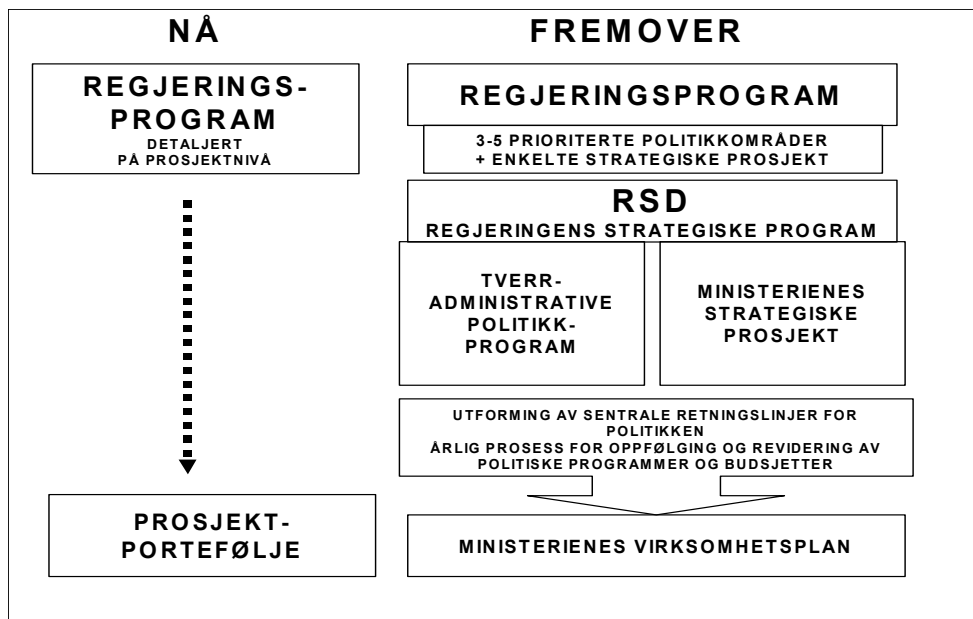 NÅ
REGJERINGS-
PROGRAM
DETALJERT
PÅ PROSJEKTNIVÅ
PROSJEKT-
PORTEFØLJE
FREMOVER
REGJERINGSPROGRAM
3-5 PRIORITERTE POLITIKKOMRÅDER
+ ENKELTE STRATEGISKE PROSJEKT
RSD
REGJERINGENS STRATEGISKE PROGRAM
TVERR-
ADMINISTRATIVE
POLITIKK-
PROGRAM
MINISTERIENES
STRATEGISKE
PROSJEKT
UTFORMING AV SENTRALE RETNINGSLINJER FOR
POLITIKKEN
ÅRLIG PROSESS FOR OPPFØLGING OG REVIDERING AV
POLITISKE PROGRAMMER OG BUDSJETTER
MINISTERIENES VIRKSOMHETSPLAN